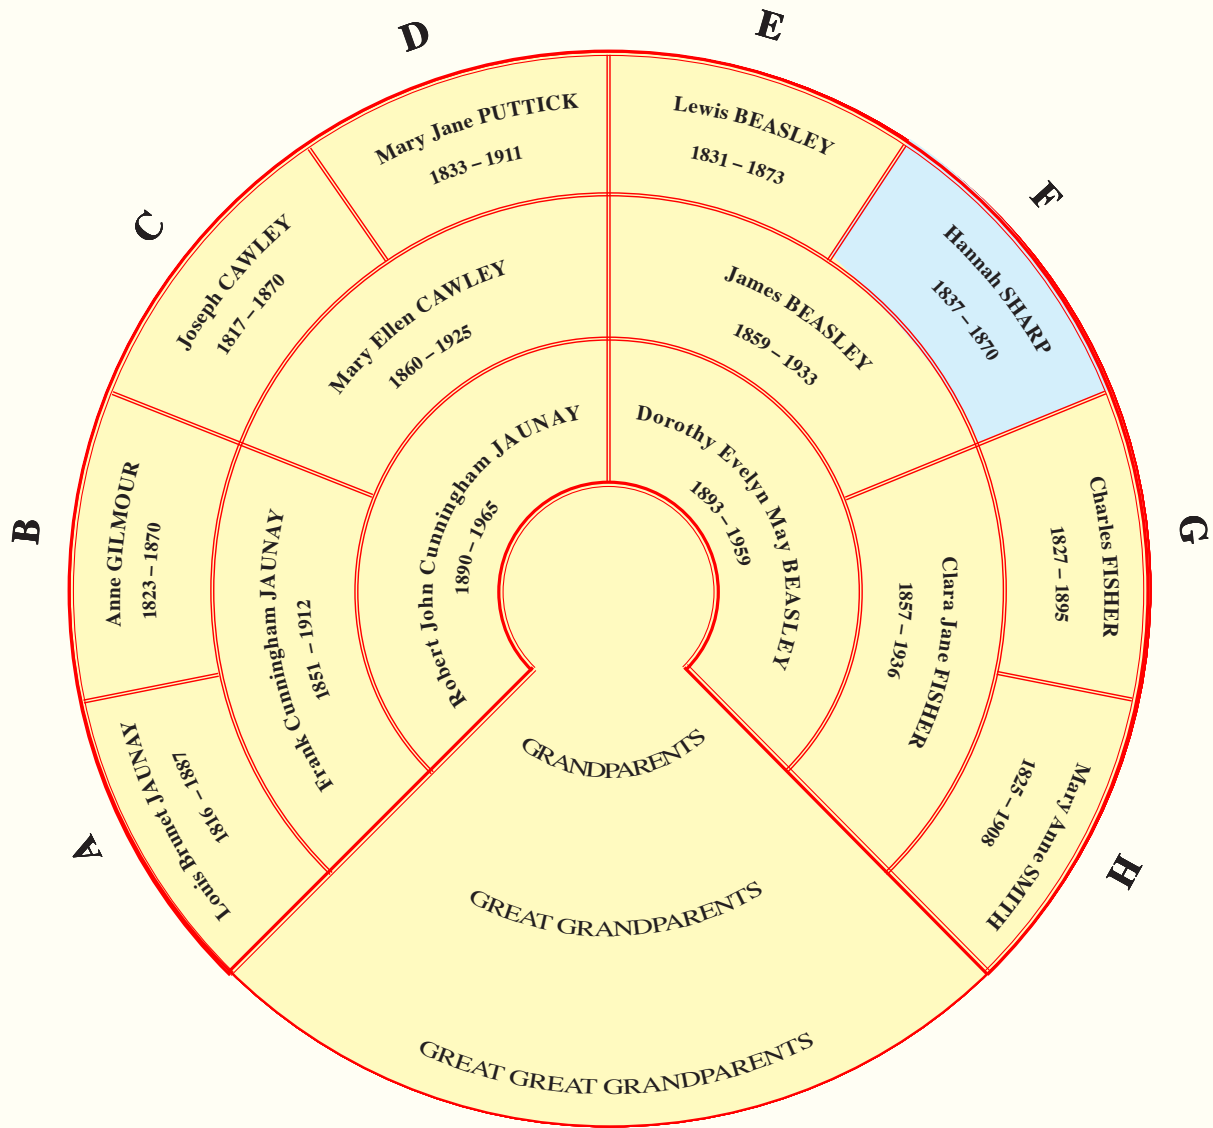 A
Louis Brunet JAUNAY
1816 – 1887
B
Anne GILMOUR
1823 – 1870
C
Joseph CAWLEY
1817 – 1870
D
Mary Jane PUTTICK
1833 – 1911
E
Lewis BEASLEY
1831 – 1873
F
Hannah SHARP
1837 – 1870
G
Charles FISHER
1827 – 1895
H
Mary Anne SMITH
1825 – 1908
Frank Cunningham JAUNAY
1851 – 1912
Mary Ellen CAWLEY
1860 – 1925
James BEASLEY
1859 – 1933
Clara Jane FISHER
1857 – 1936
Robert John Cunningham JAUNAY
1890 – 1965
Dorothy Evelyn May BEASLEY
1893 – 1959
GRANDPARENTS
GREAT GRANDPARENTS
GREAT GREAT GRANDPARENTS